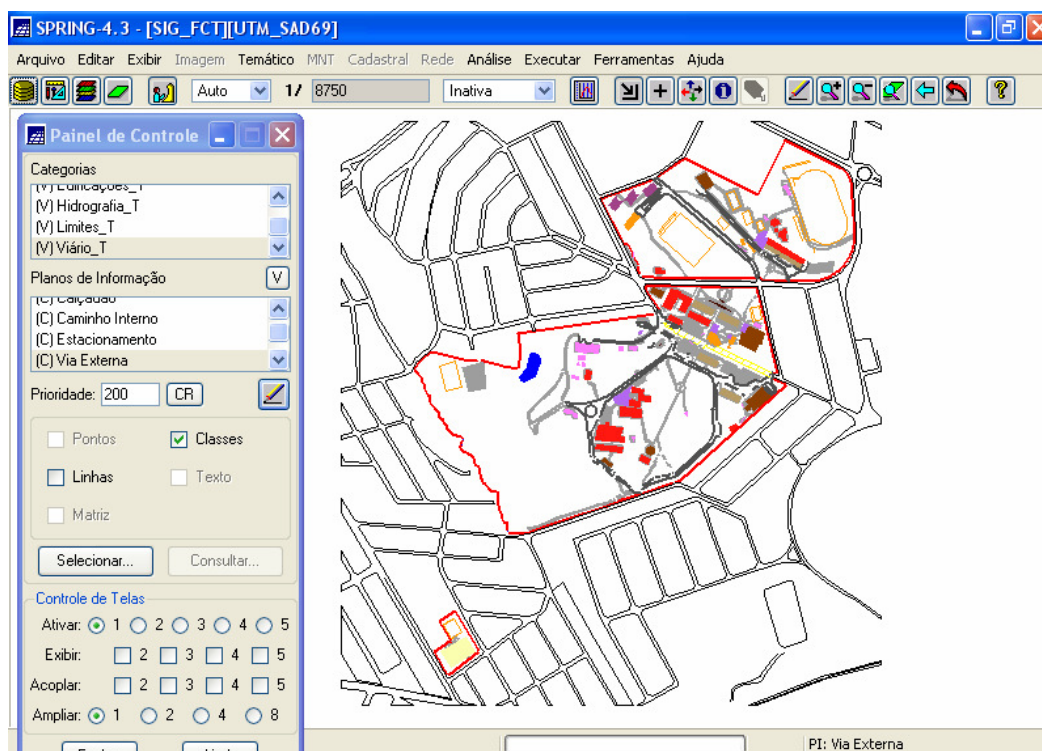 SPRING-4.3 - [SIG_FCT][UTM_SAD69]
Arquivo Editar Exibir Imagem Temático MNT Cadastral Rede Análise Executar Ferramentas Ajuda
Auto 1/ 8750 Inativa
Painel de Controle
Categorias
(V) Edificações_T
(V) Hidrografia_T
(V) Limites_T
(V) Viário_T
Planos de Informação V
(C) Calçadão
(C) Caminho Interno
(C) Estacionamento
(C) Via Externa
Prioridade: 200 CR
Pontos Classes
Linhas Texto
Matriz
Selecionar... Consultar...
Controle de Telas
Ativar: 1 2 3 4 5
Exibir: 2 3 4 5
Acoplar: 2 3 4 5
Ampliar: 1 2 4 8
PI: Via Externa